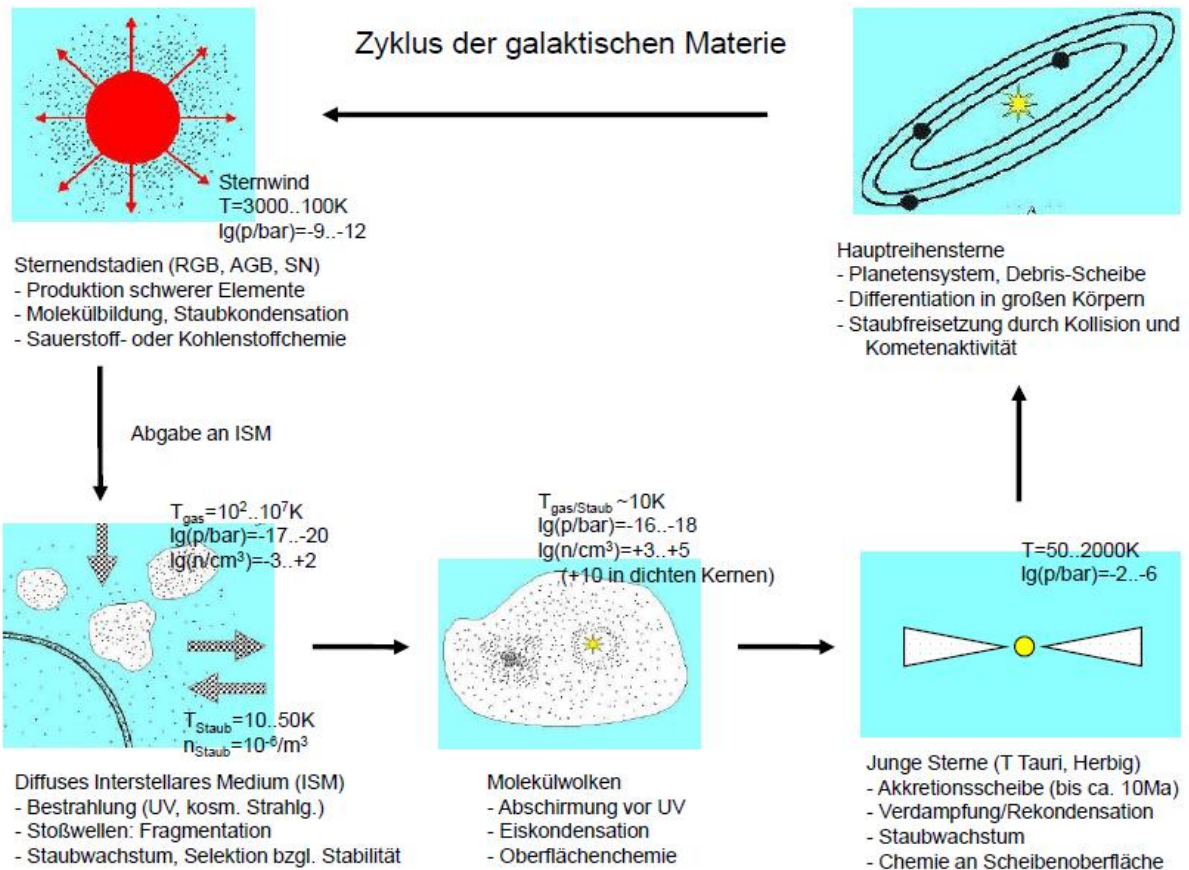 Zyklus der galaktischen Materie
Sternwind
T=3000..100K
lg(p/bar)=-9..-12
Sternendstadien (RGB, AGB, SN)
- Produktion schwerer Elemente
- Molekülbildung, Staubkondensation
- Sauerstoff- oder Kohlenstoffchemie
Hauptreihensterne
- Planetensystem, Debris-Scheibe
- Differentiation in großen Körpern
- Staubfreisetzung durch Kollision und
Kometenaktivität
Abgabe an ISM
T_gas=10²..10⁷K
lg(p/bar)=-17..-20
lg(n/cm³)=-3..+2
T_Staub=10..50K
n_Staub=10⁻⁶/m³
Diffuses Interstellares Medium (ISM)
- Bestrahlung (UV, kosm. Strahlg.)
- Stoßwellen: Fragmentation
- Staubwachstum, Selektion bzgl. Stabilität
T_gas/Staub ~10K
lg(p/bar)=-16..-18
lg(n/cm³)=+3..+5
(+10 in dichten Kernen)
Molekülwolken
- Abschirmung vor UV
- Eiskondensation
- Oberflächenchemie
T=50..2000K
lg(p/bar)=-2..-6
Junge Sterne (T Tauri, Herbig)
- Akkretionsscheibe (bis ca. 10Ma)
- Verdampfung/Rekondensation
- Staubwachstum
- Chemie an Scheibenoberfläche